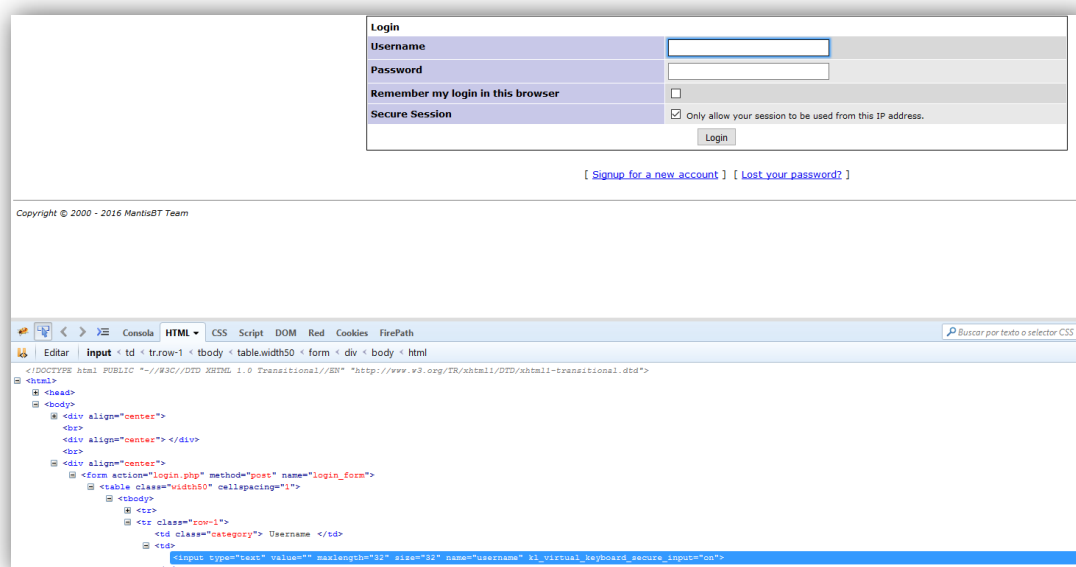 Login
Username
Password
Remember my login in this browser
Secure Session Only allow your session to be used from this IP address.
Login
[ Signup for a new account ] [ Lost your password? ]
Copyright © 2000 - 2016 MantisBT Team
Consola HTML CSS Script DOM Red Cookies FirePath Buscar por texto o selector CSS
Editar input < td < tr.row-1 < tbody < table.width50 < form < div < body < html
<!DOCTYPE html PUBLIC "-//W3C//DTD XHTML 1.0 Transitional//EN" "http://www.w3.org/TR/xhtml1/DTD/xhtml1-transitional.dtd">
<html>
<head>
<body>
<div align="center">
<br>
<div align="center"> </div>
<br>
<div align="center">
<form action="login.php" method="post" name="login_form">
<table class="width50" cellspacing="1">
<tbody>
<tr>
<tr class="row-1">
<td class="category"> Username </td>
<td>
<input type="text" value="" maxlength="32" size="32" name="username" kl_virtual_keyboard_secure_input="on">